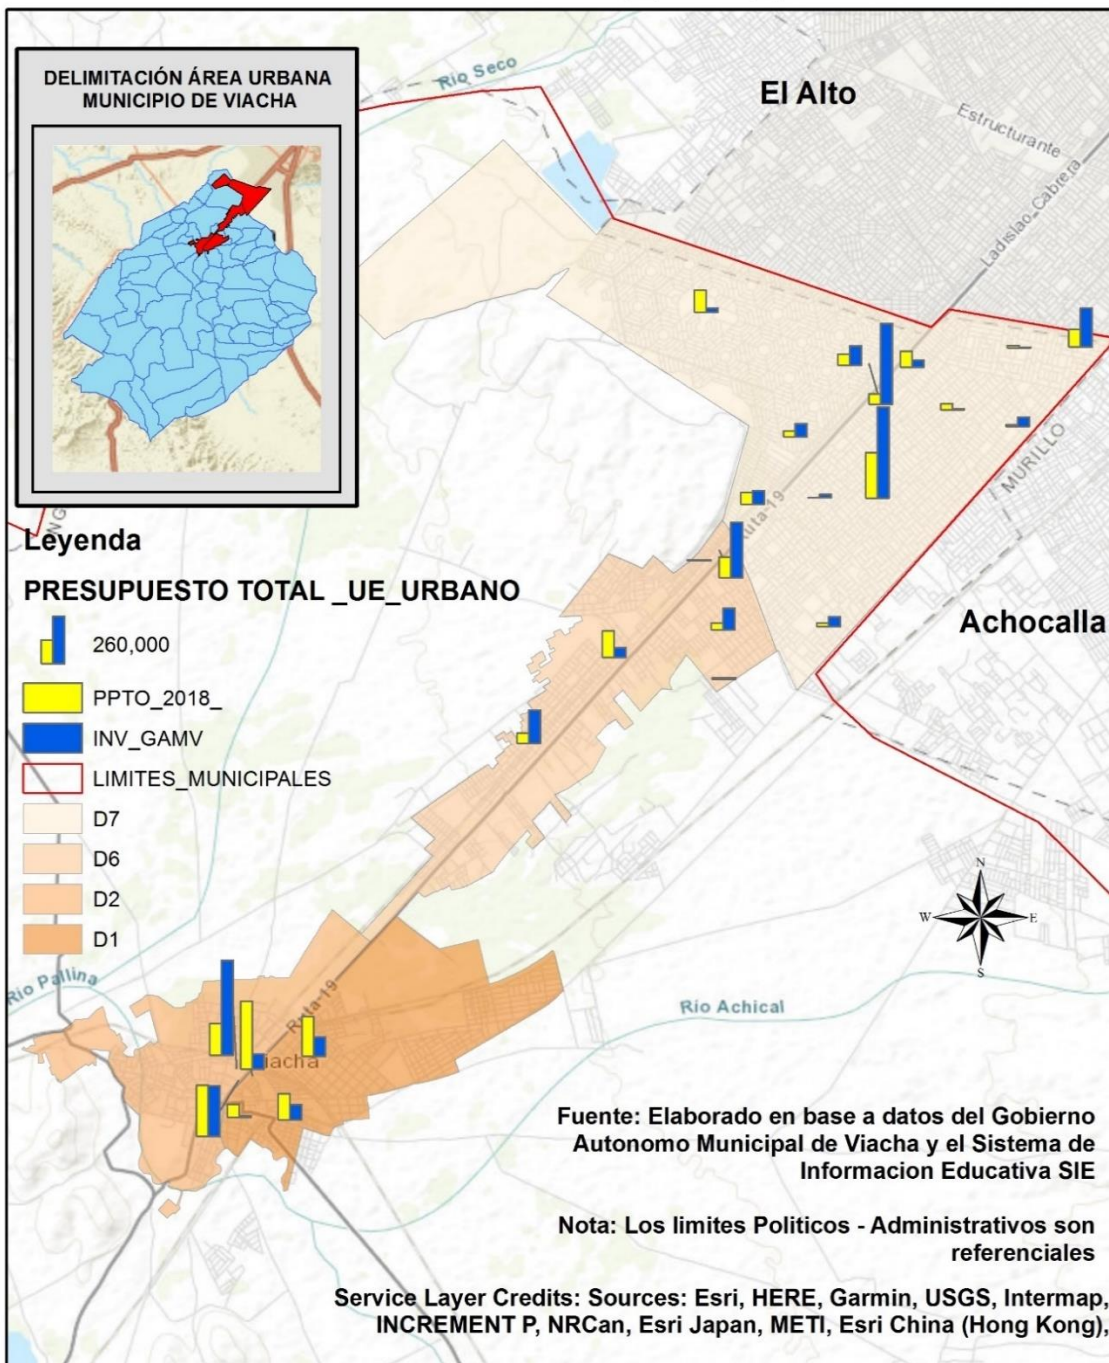 DELIMITACIÓN ÁREA URBANA
MUNICIPIO DE VIACHA
Río Seco
El Alto
Estructurante
Ladislao Cabrera
MURILLO
Ruta-19
Achocalla
Leyenda
PRESUPUESTO TOTAL _UE_URBANO
260,000
PPTO_2018_
INV_GAMV
LIMITES_MUNICIPALES
D7
D6
D2
D1
N
W
E
S
Río Pallina
Ruta-19
Río Achical
Viacha
Fuente: Elaborado en base a datos del Gobierno
Autonomo Municipal de Viacha y el Sistema de
Informacion Educativa SIE
Nota: Los limites Politicos - Administrativos son
referenciales
Service Layer Credits: Sources: Esri, HERE, Garmin, USGS, Intermap,
INCREMENT P, NRCan, Esri Japan, METI, Esri China (Hong Kong),